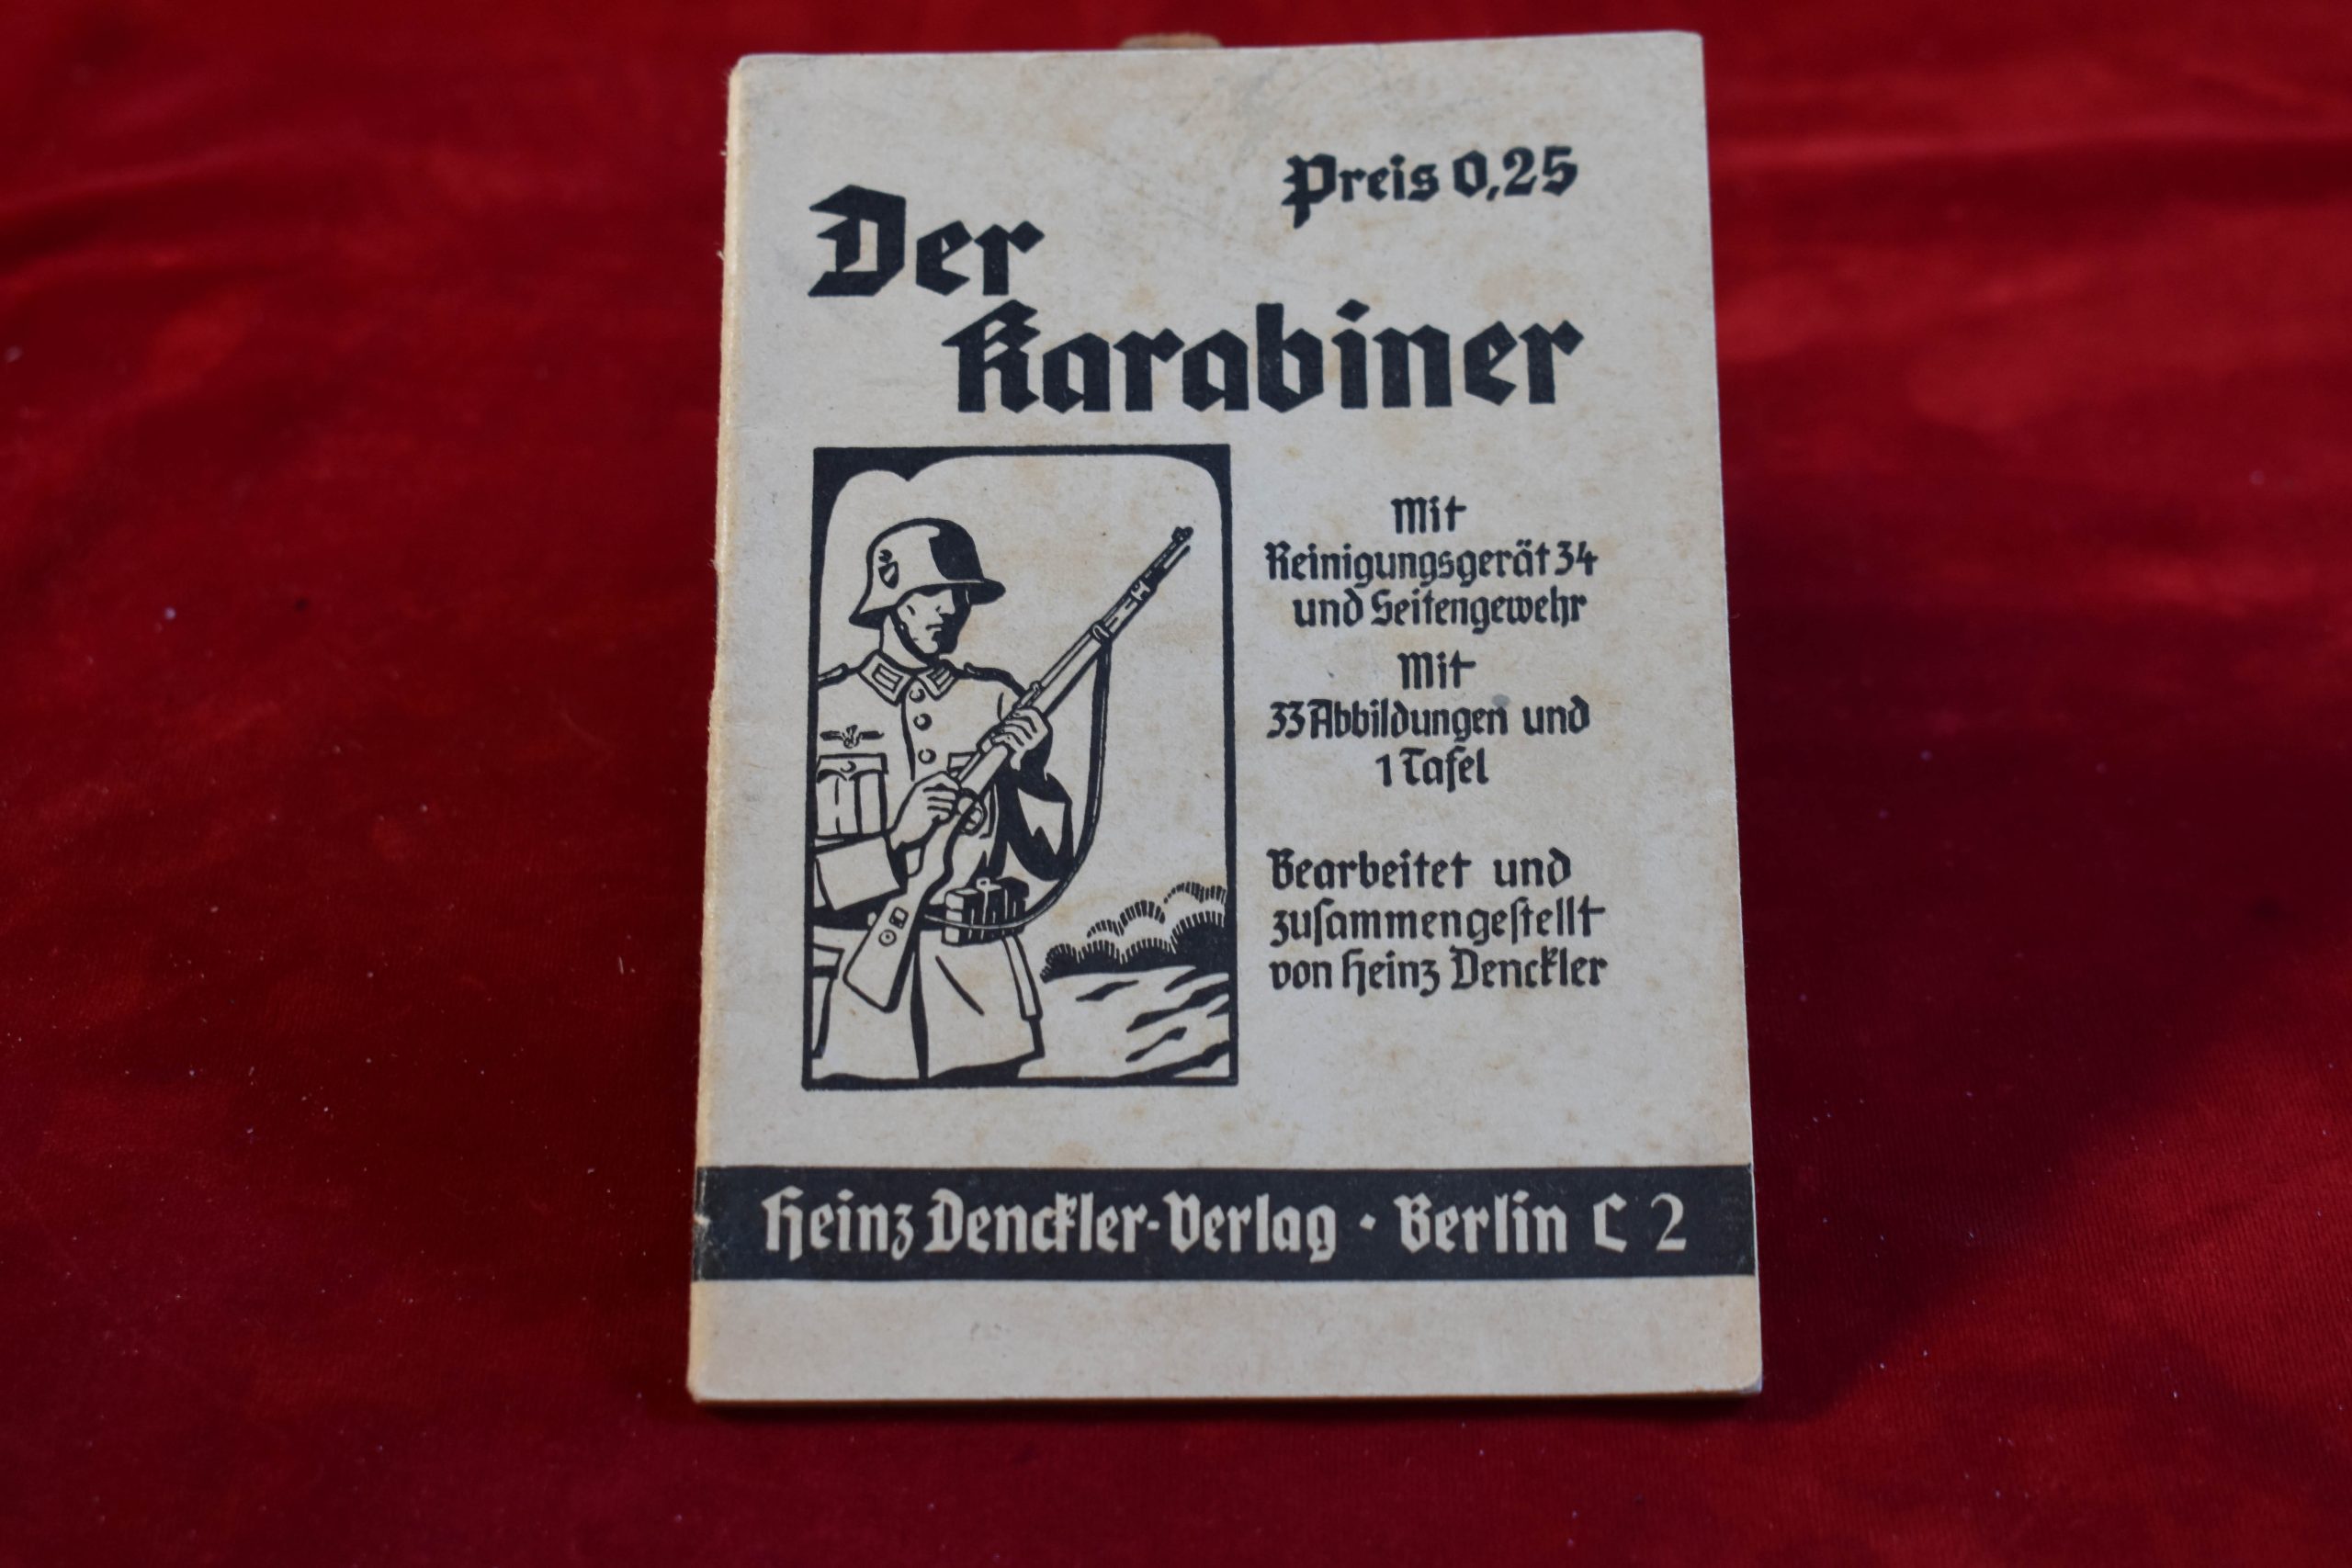 Preis 0,25
Der
Karabiner
Mit
Reinigungsgerät 34
und Seitengewehr
Mit
33 Abbildungen und
1 Tafel
Bearbeitet und
zuſammengeſtellt
von Heinz Denckler
Heinz Denckler-Verlag · Berlin C 2